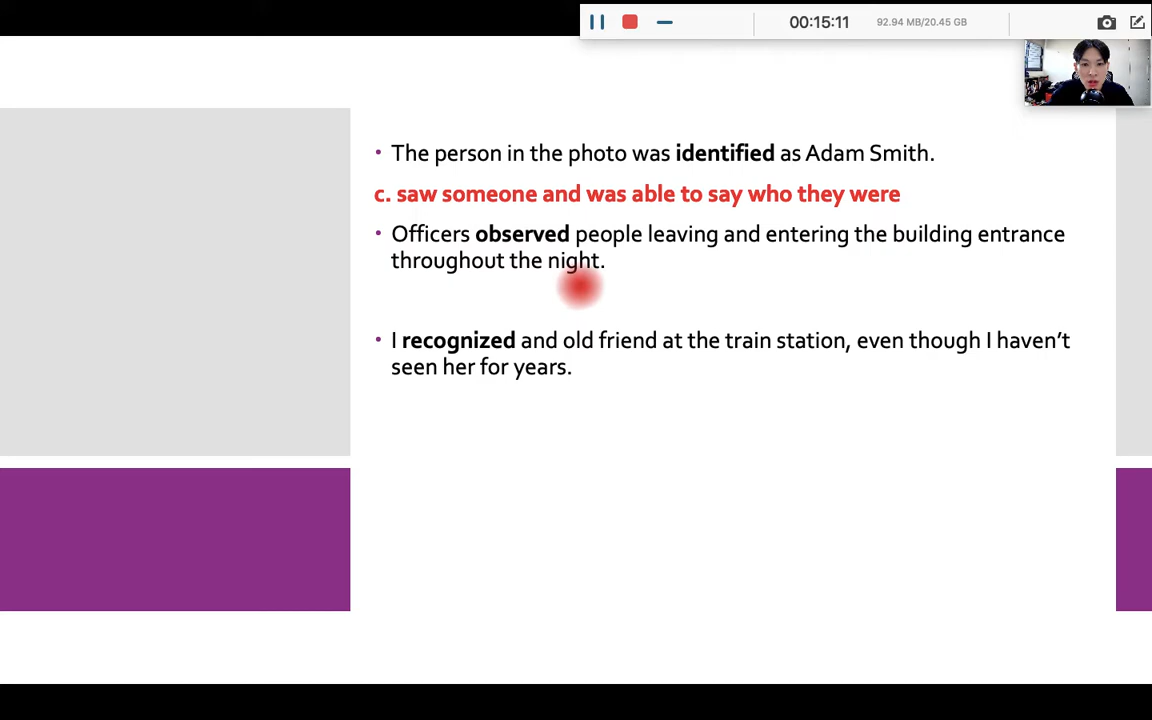 00:15:11
92.94 MB/20.45 GB
• The person in the photo was identified as Adam Smith.
c. saw someone and was able to say who they were
• Officers observed people leaving and entering the building entrance
throughout the night.
• I recognized and old friend at the train station, even though I haven't
seen her for years.